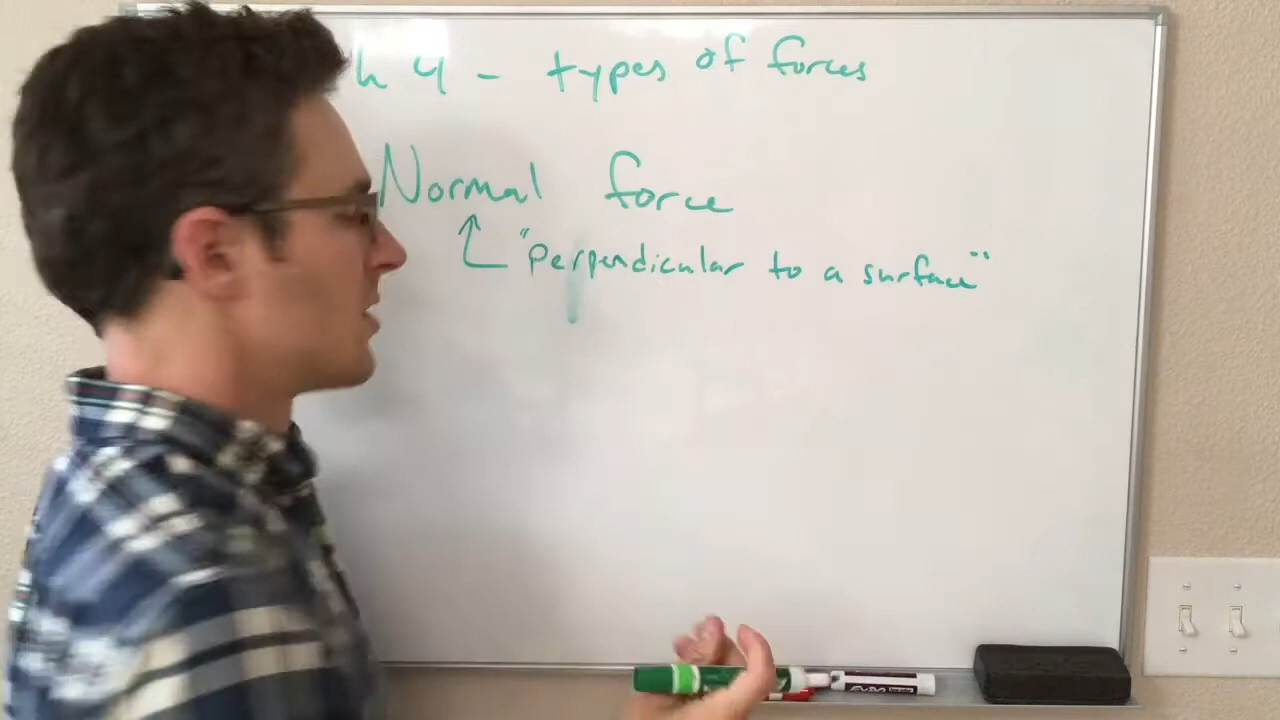 h 4 - types of forces
Normal force
"perpendicular to a surface"